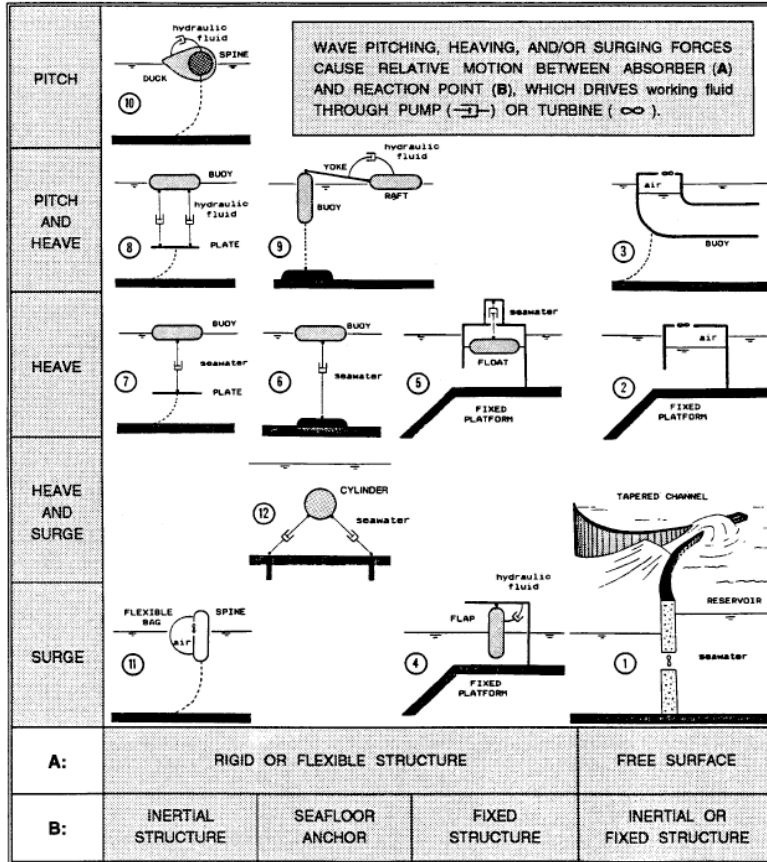 PITCH
hydraulic
fluid
SPINE
DUCK
10
WAVE PITCHING, HEAVING, AND/OR SURGING FORCES
CAUSE RELATIVE MOTION BETWEEN ABSORBER (A)
AND REACTION POINT (B), WHICH DRIVES working fluid
THROUGH PUMP ( ) OR TURBINE ( ∞ ).
PITCH
AND
HEAVE
BUOY
hydraulic
fluid
PLATE
8
hydraulic
fluid
YOKE
RAFT
BUOY
9
air
BUOY
3
HEAVE
BUOY
seawater
PLATE
7
BUOY
seawater
6
seawater
FLOAT
5
FIXED
PLATFORM
air
2
FIXED
PLATFORM
HEAVE
AND
SURGE
CYLINDER
12
seawater
TAPERED CHANNEL
RESERVOIR
SURGE
FLEXIBLE
BAG
SPINE
air
11
hydraulic
fluid
FLAP
4
FIXED
PLATFORM
1
seawater
A:
RIGID OR FLEXIBLE STRUCTURE
FREE SURFACE
B:
INERTIAL
STRUCTURE
SEAFLOOR
ANCHOR
FIXED
STRUCTURE
INERTIAL OR
FIXED STRUCTURE